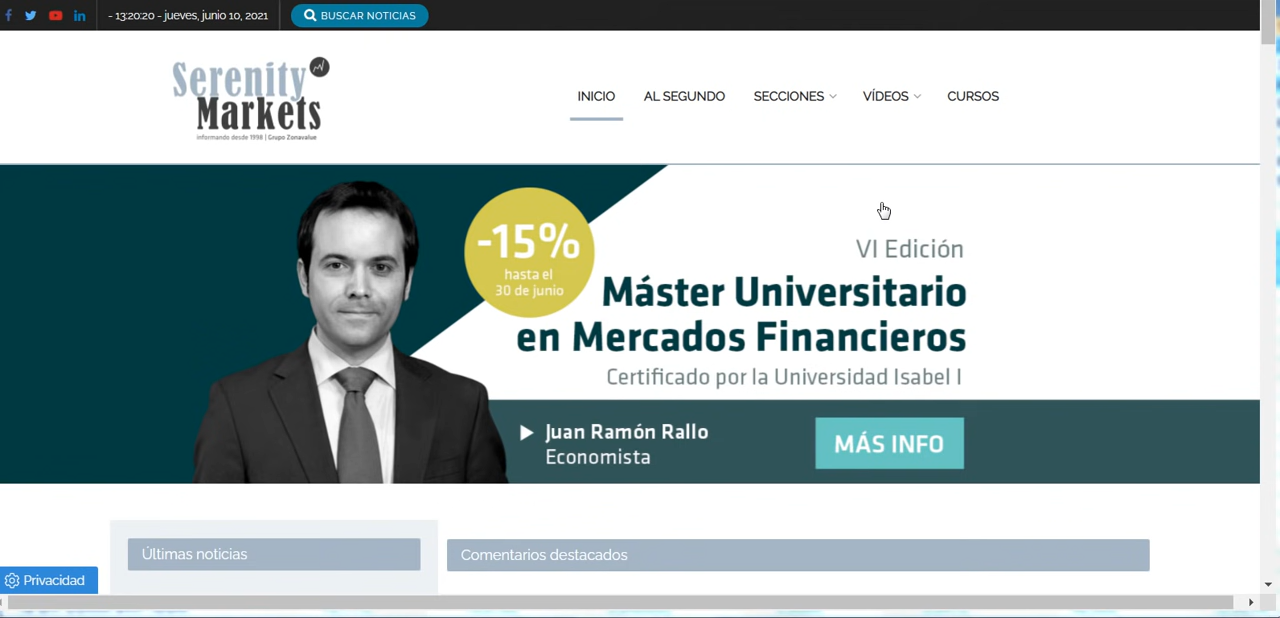 - 13:20:20 - jueves, junio 10, 2021
BUSCAR NOTICIAS
Serenity
Markets
informando desde 1998 | Grupo Zonavalue
INICIO
AL SEGUNDO
SECCIONES
VÍDEOS
CURSOS
-15%
hasta el
30 de junio
VI Edición
Máster Universitario
en Mercados Financieros
Certificado por la Universidad Isabel I
Juan Ramón Rallo
Economista
MÁS INFO
Últimas noticias
Comentarios destacados
Privacidad